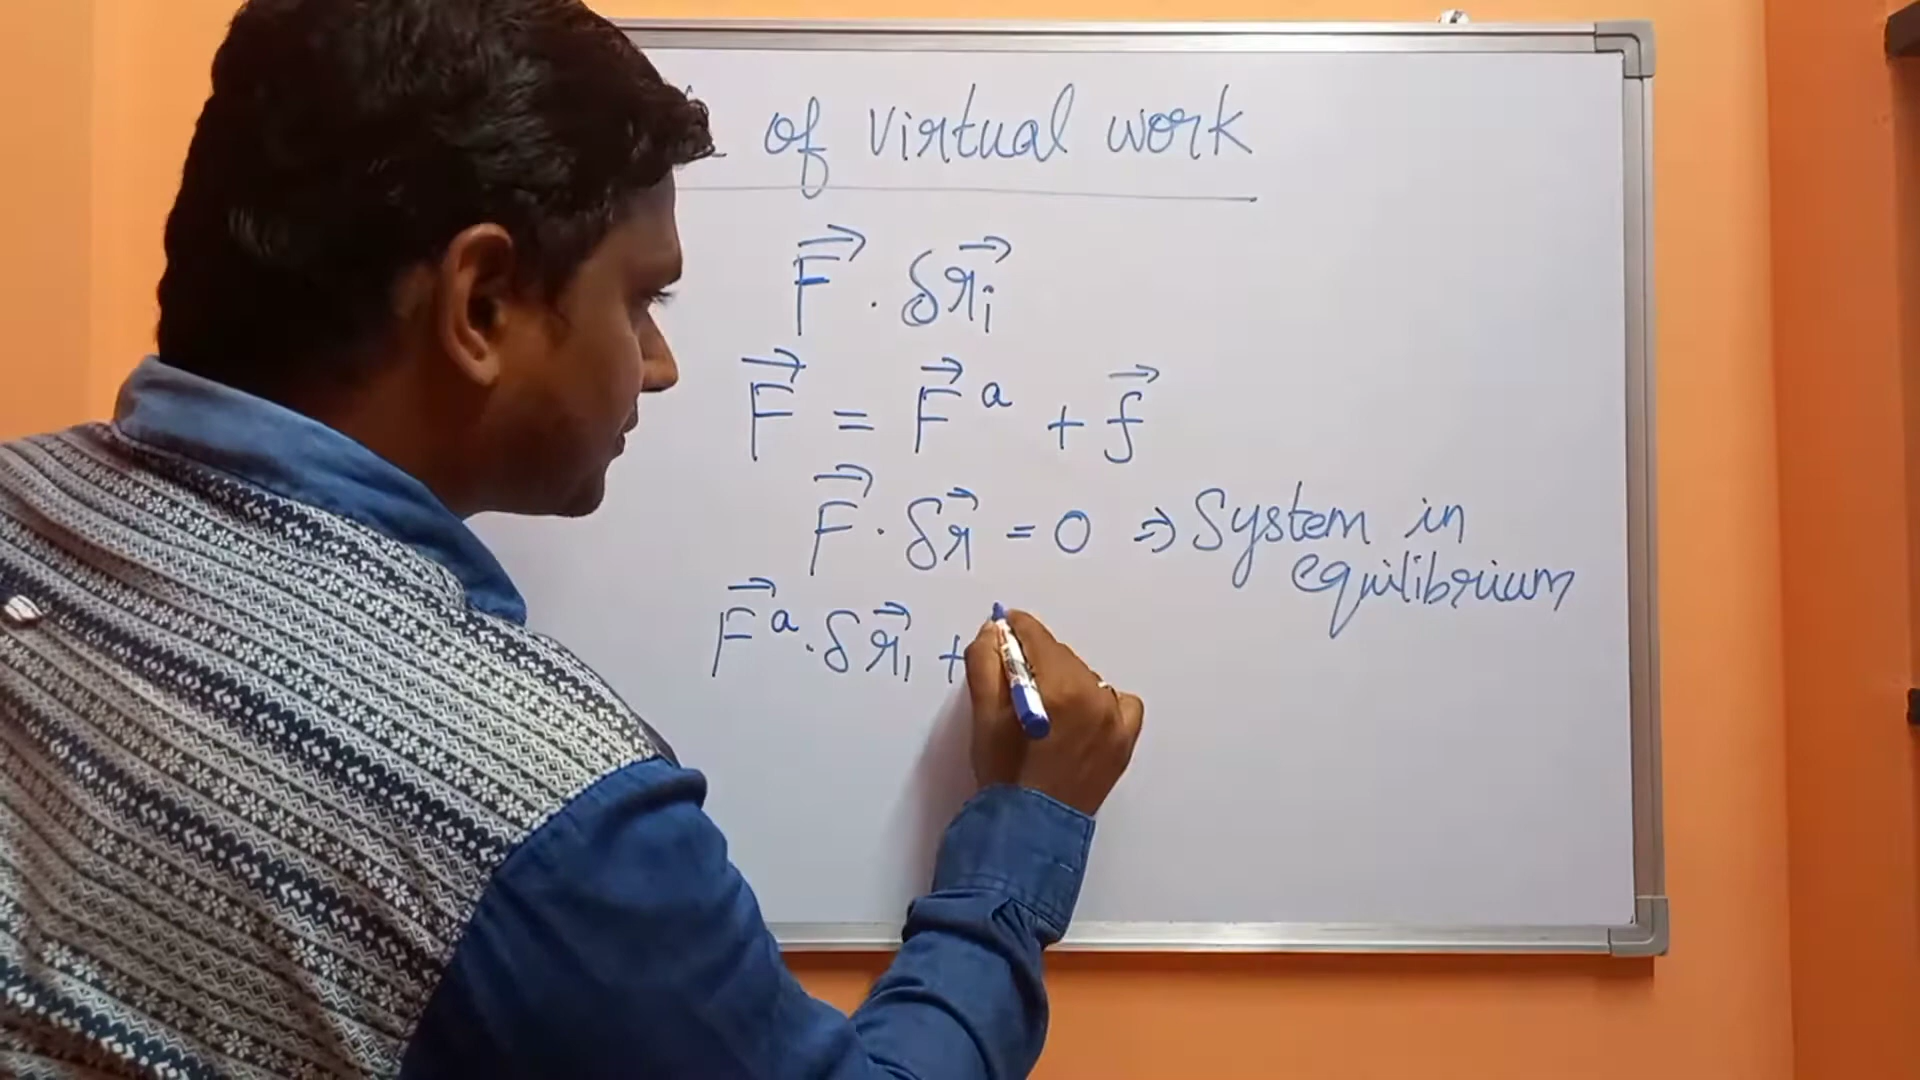 of virtual work
F⃗ . δr⃗ᵢ
F⃗ = F⃗ᵃ + f⃗
F⃗ . δr⃗ = 0 ⇒ System in
equilibrium
F⃗ᵃ . δr⃗ᵢ +